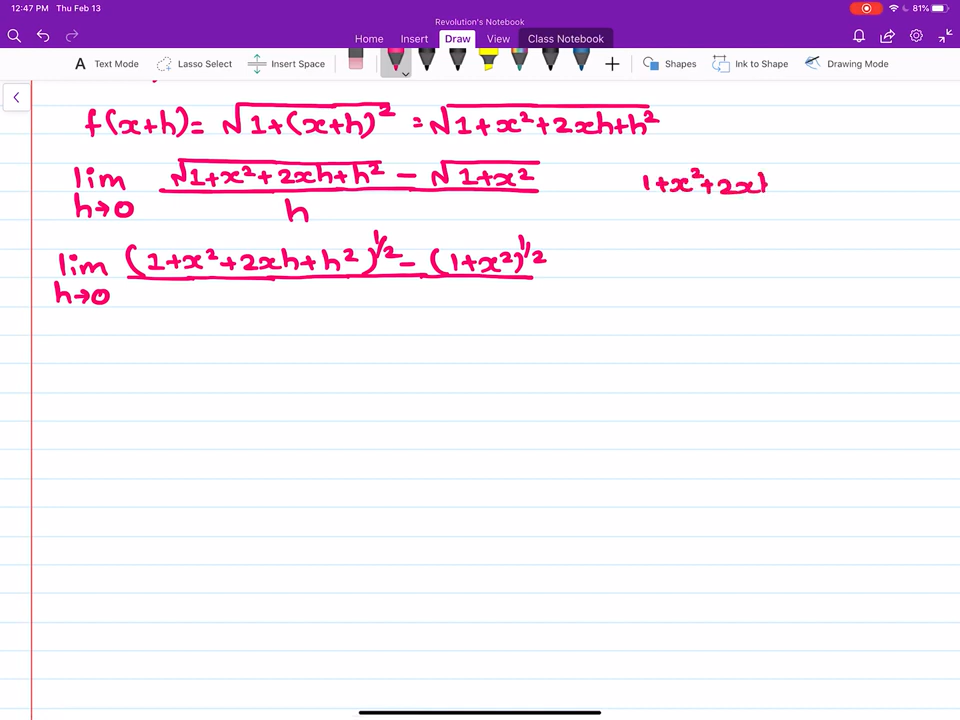 12:47 PM Thu Feb 13
81%
Revolution's Notebook
Home Insert Draw View Class Notebook
A Text Mode Lasso Select Insert Space Shapes Ink to Shape Drawing Mode
f(x+h) = √1+(x+h)² = √1+x²+2xh+h²
lim h→0 √1+x²+2xh+h² − √1+x² / h
1+x²+2xh
lim h→0 (1+x²+2xh+h²)^1/2 − (1+x²)^1/2